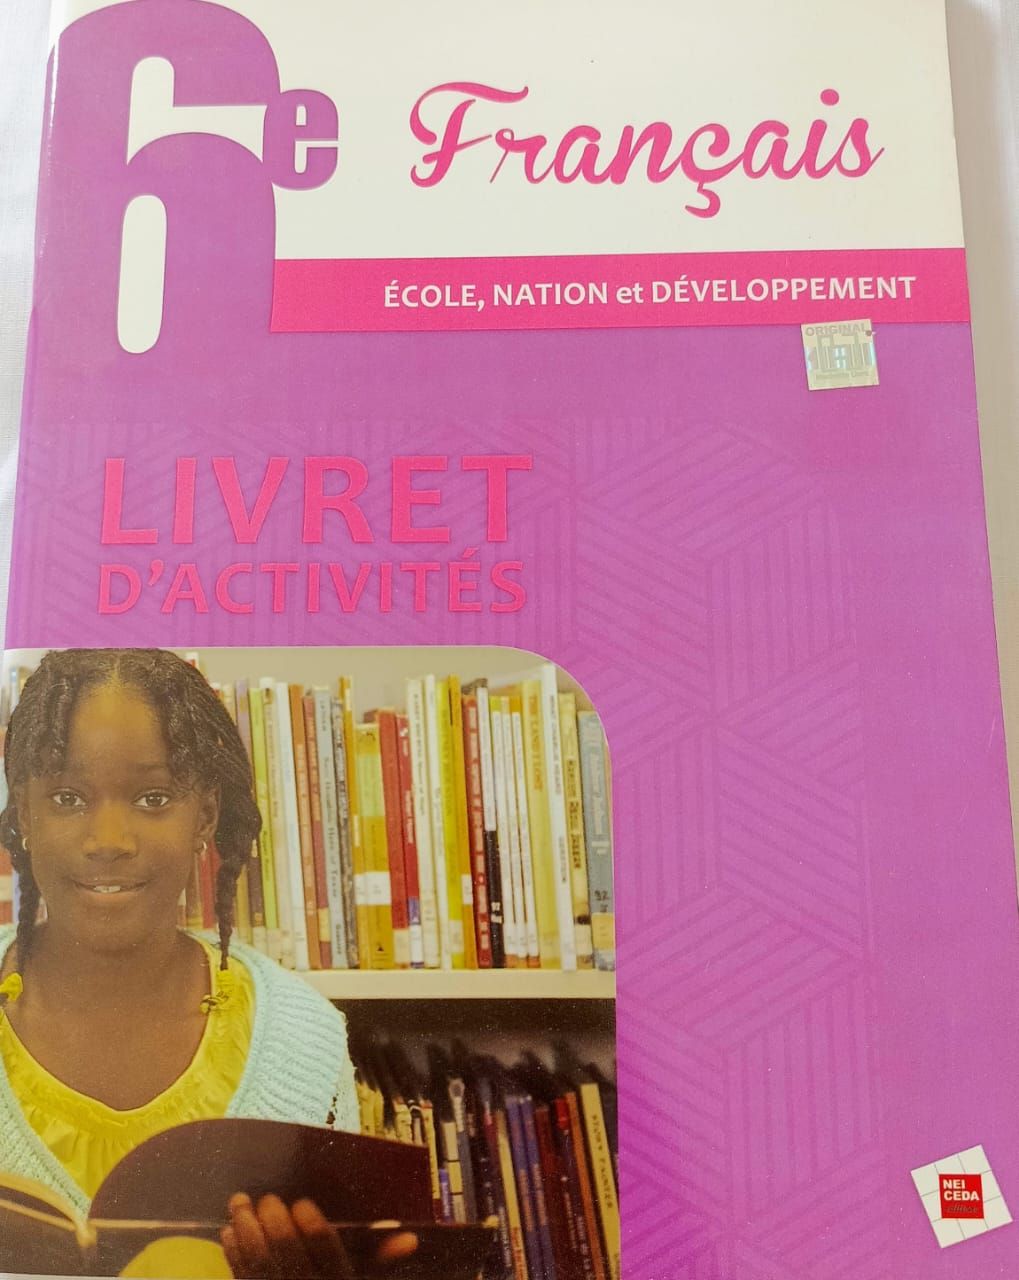 6e
Français
ÉCOLE, NATION et DÉVELOPPEMENT
ORIGINAL
LIVRET
D'ACTIVITÉS
NEI
CEDA